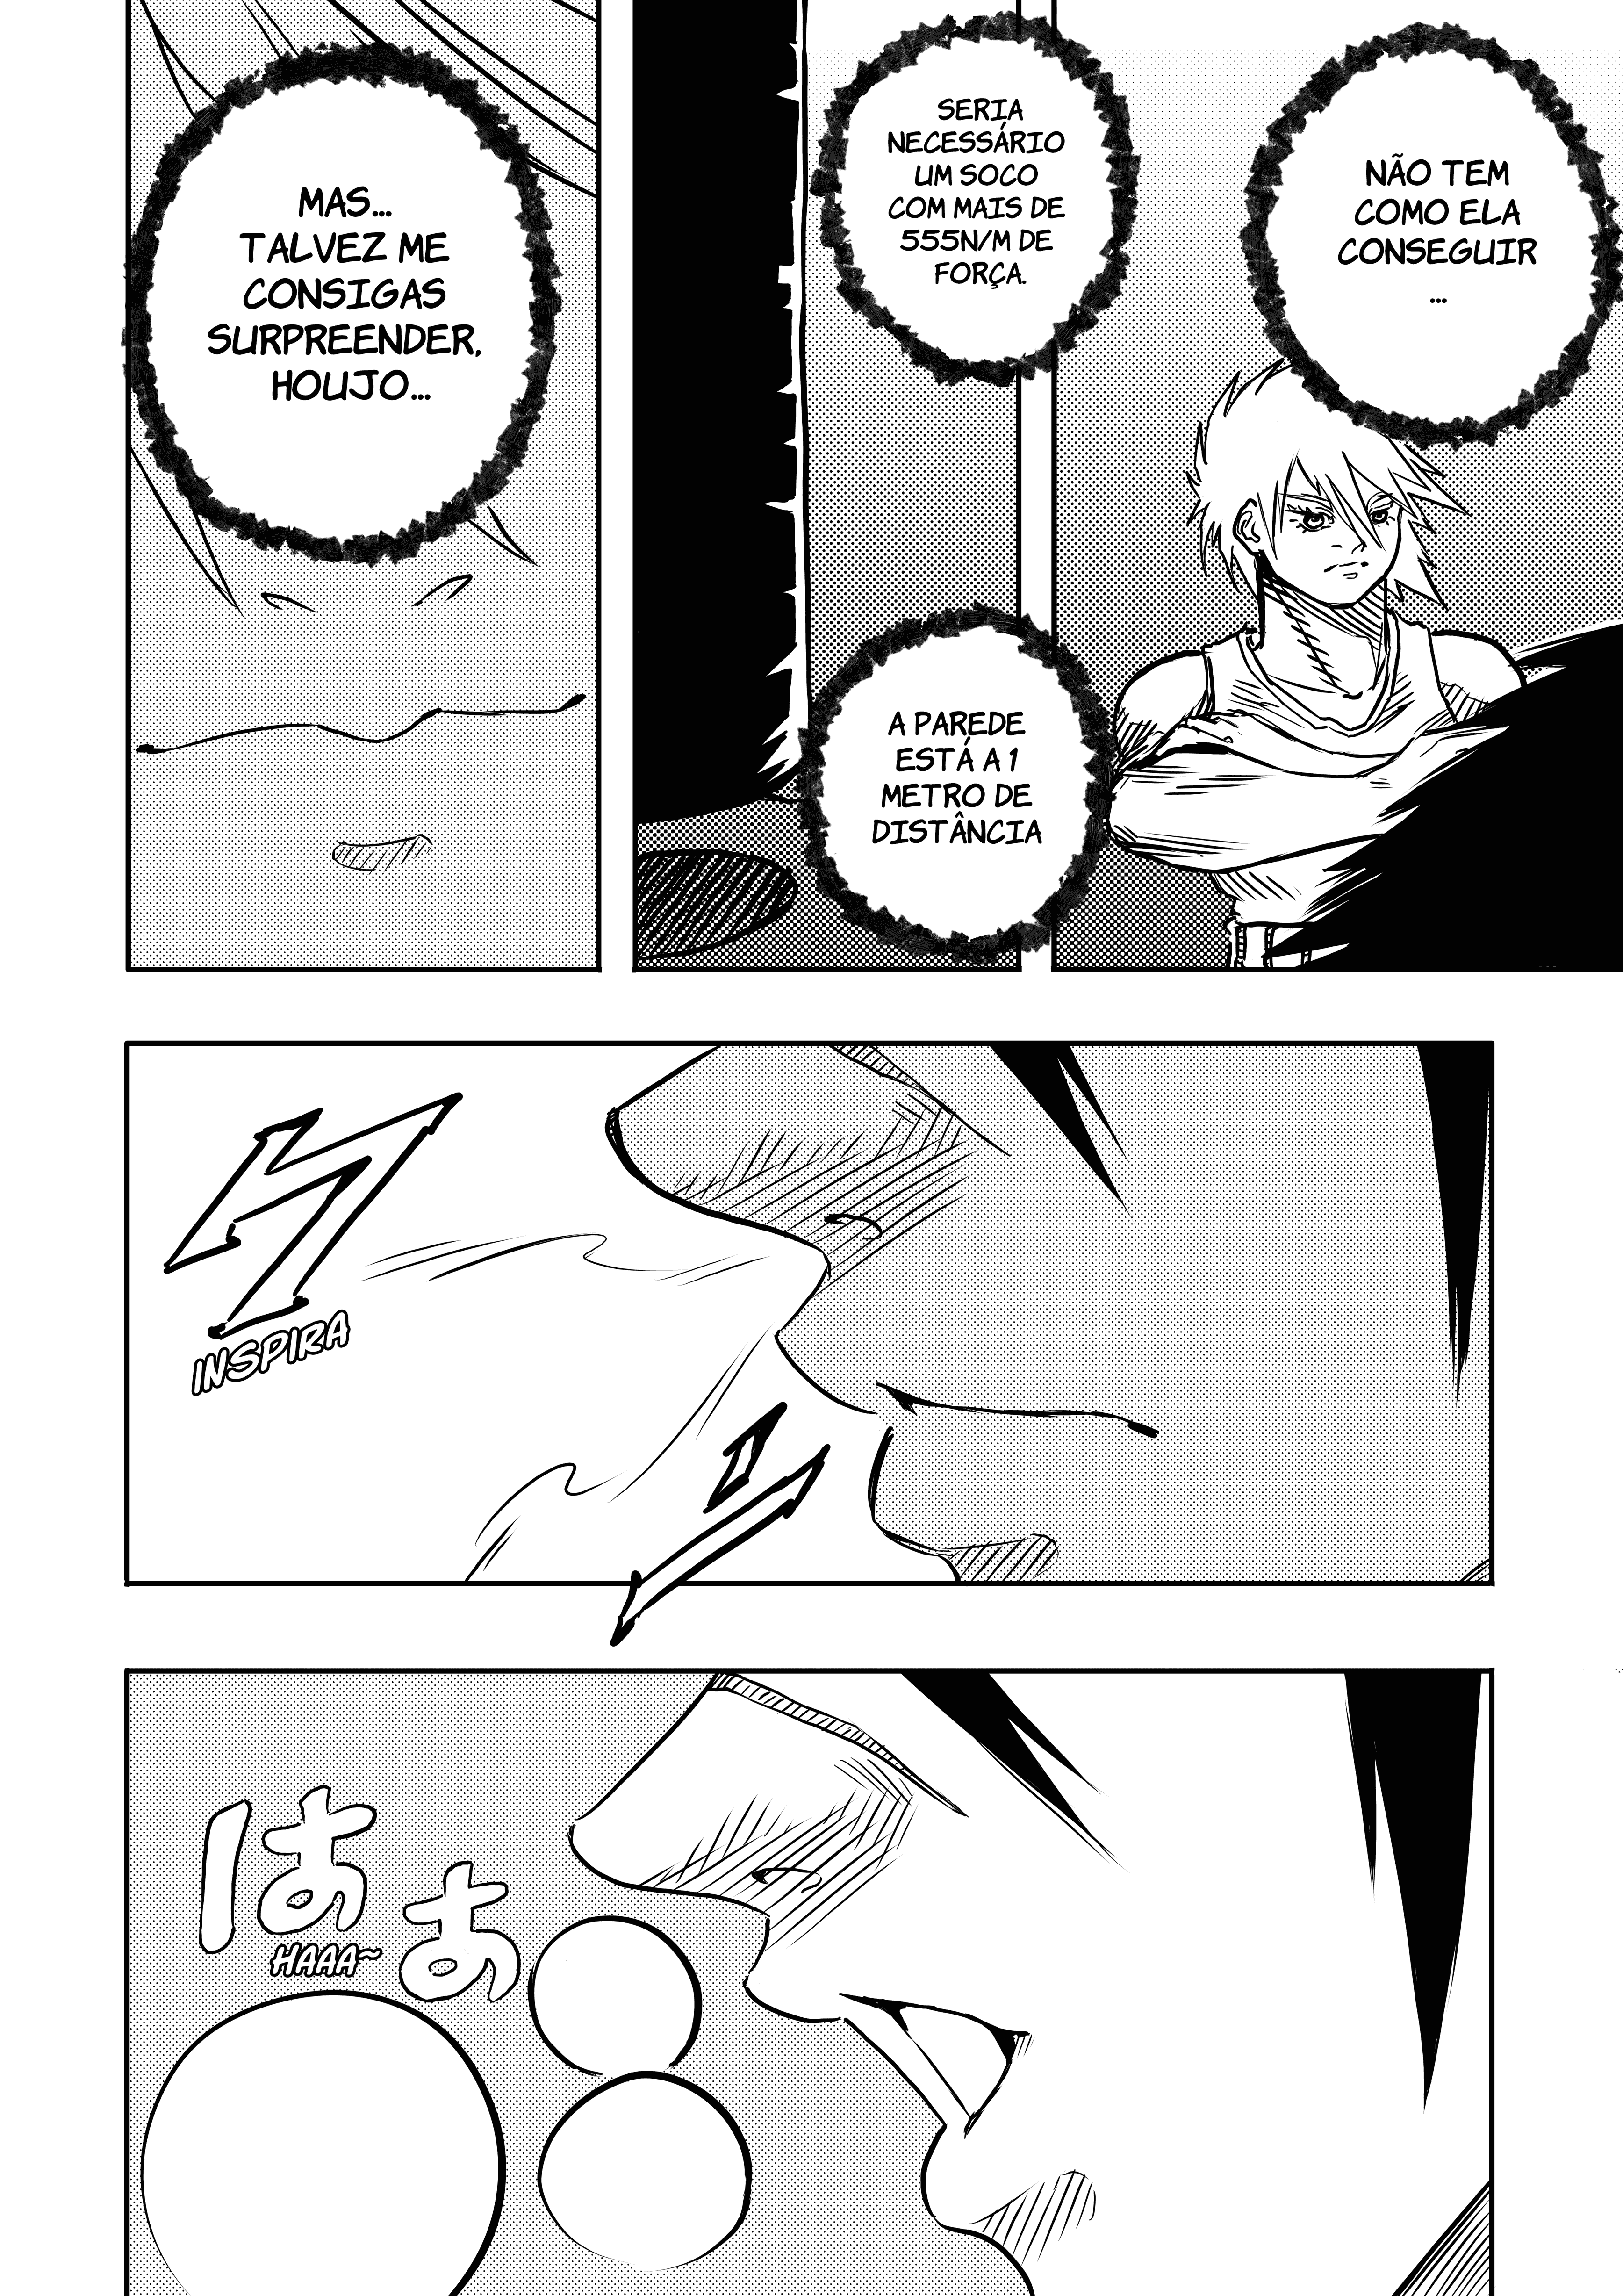 NÃO TEM
COMO ELA
CONSEGUIR
...
SERIA
NECESSÁRIO
UM SOCO
COM MAIS DE
555N/M DE
FORÇA.
A PAREDE
ESTÁ A 1
METRO DE
DISTÂNCIA
MAS...
TALVEZ ME
CONSIGAS
SURPREENDER,
HOUJO...
INSPIRA
はあ
HAAA~